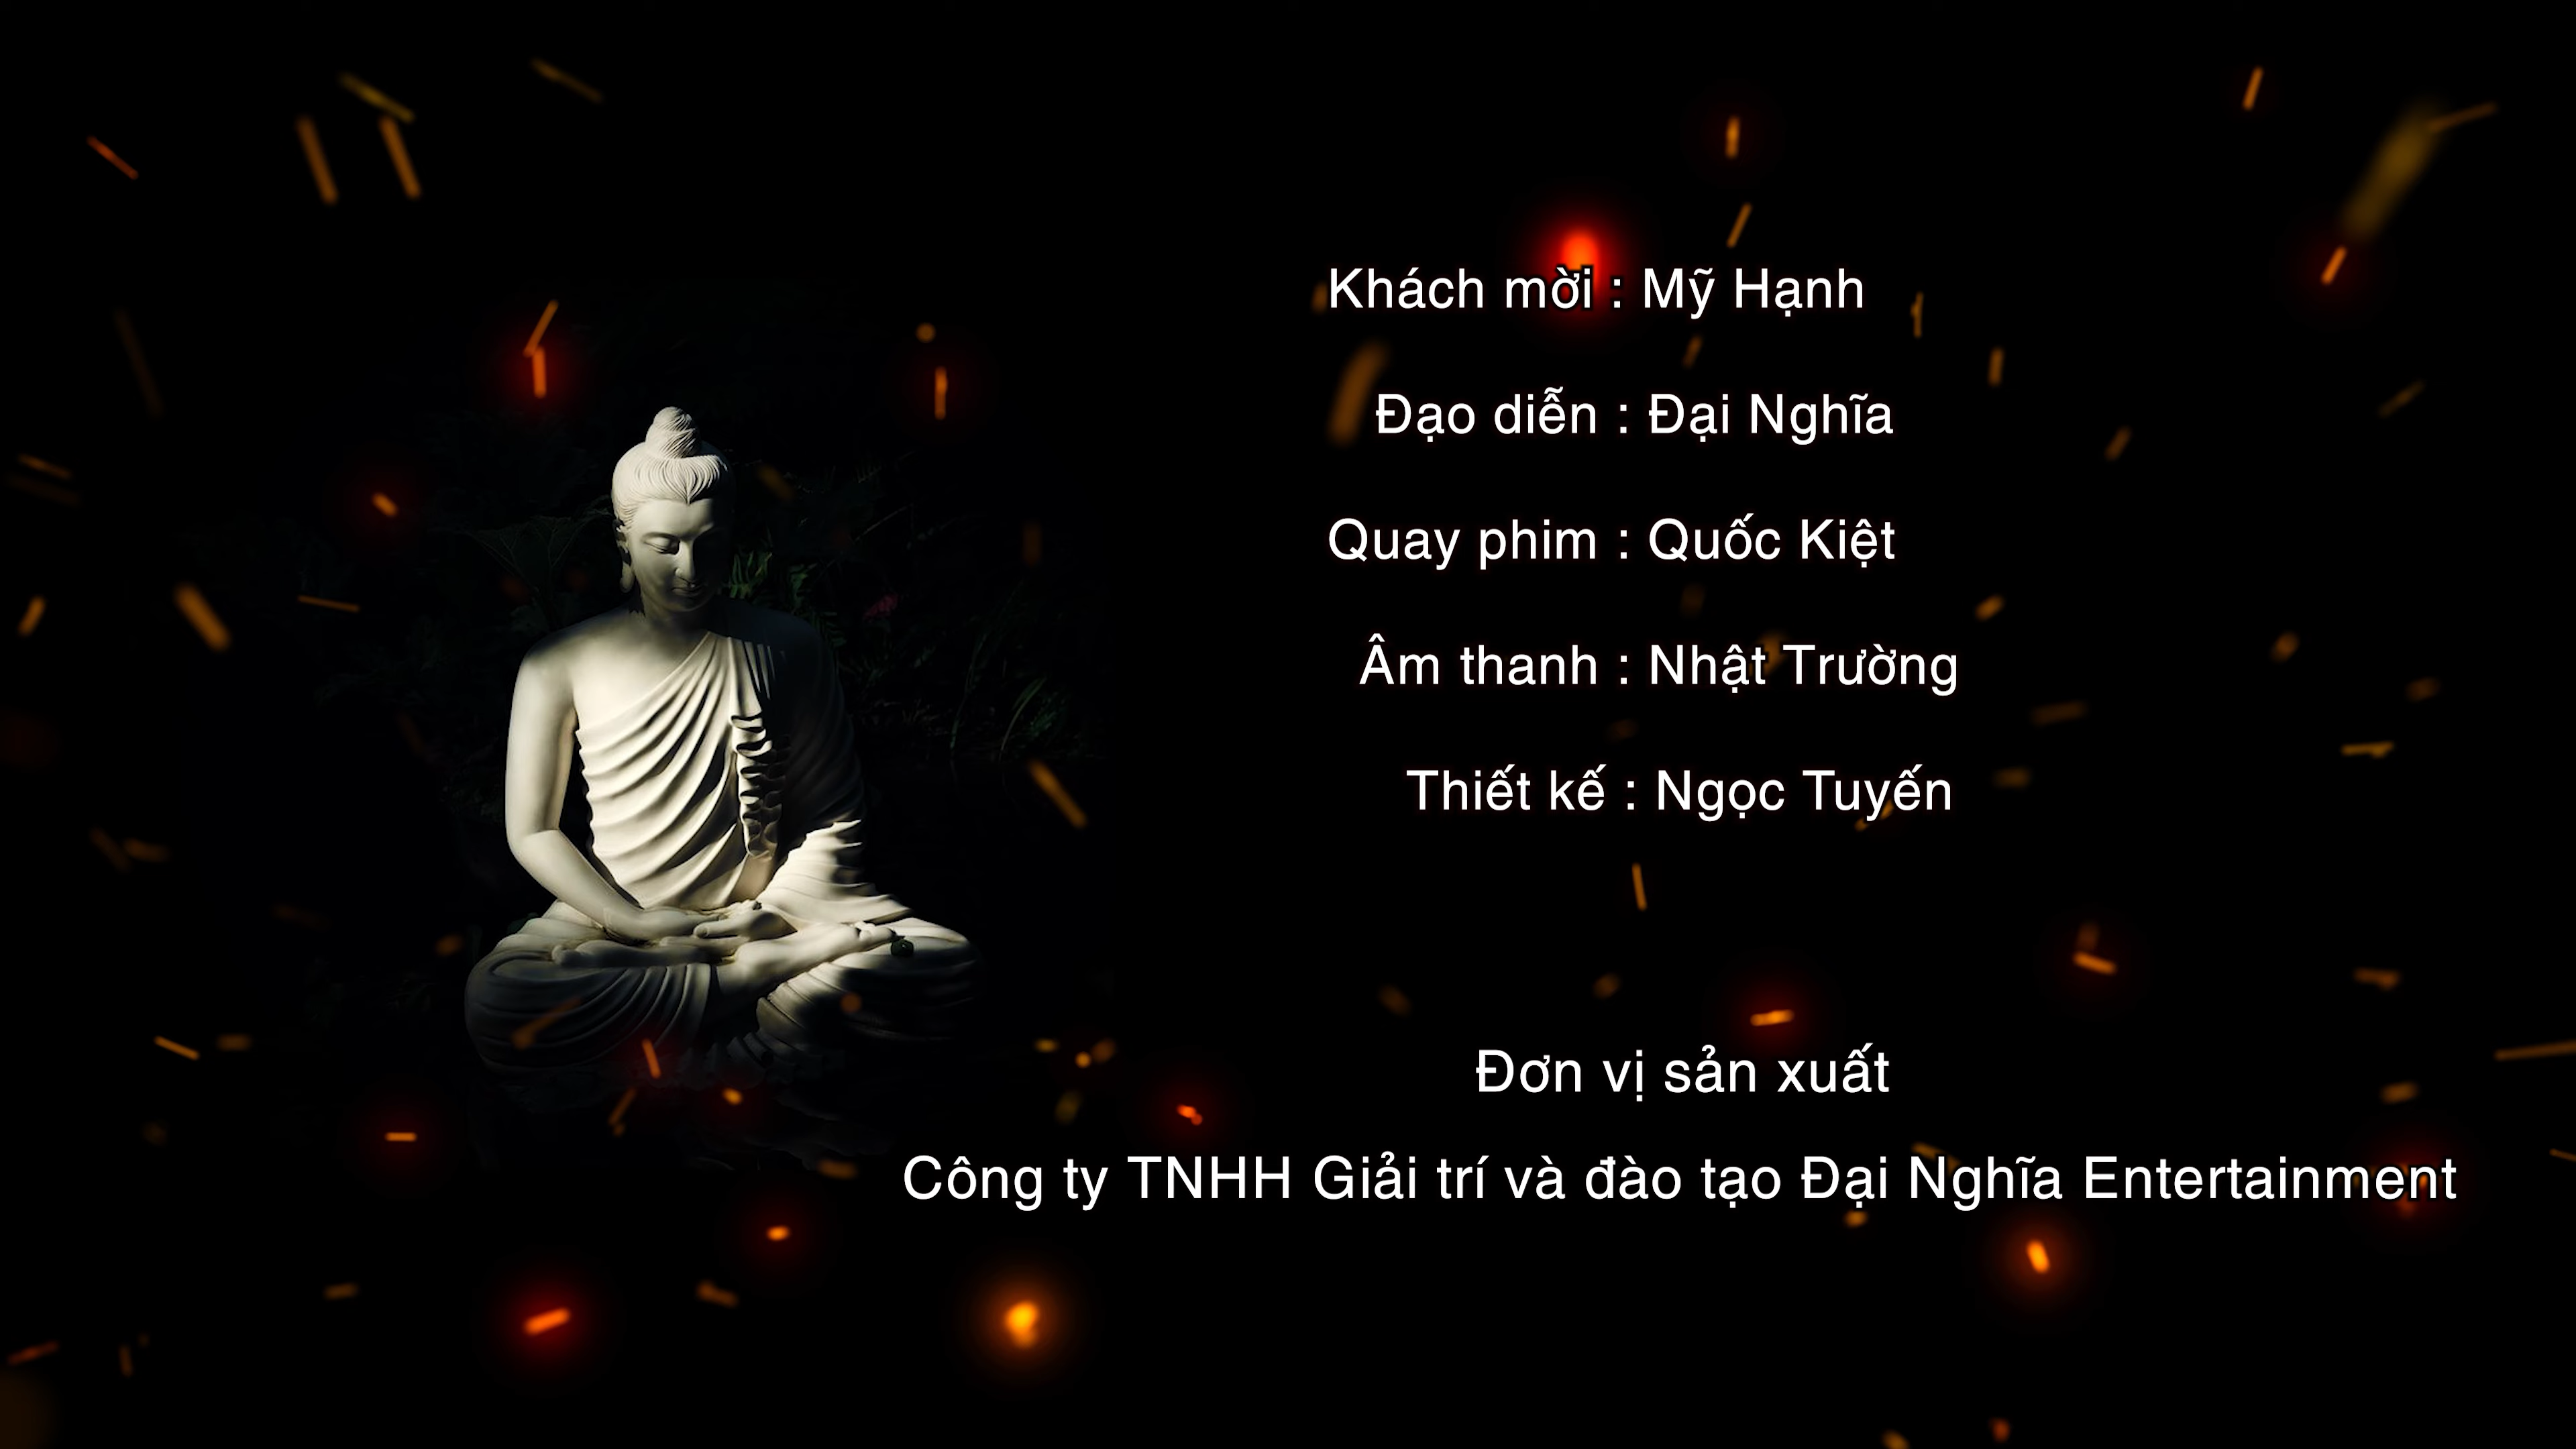 Khách mời : Mỹ Hạnh
Đạo diễn : Đại Nghĩa
Quay phim : Quốc Kiệt
Âm thanh : Nhật Trường
Thiết kế : Ngọc Tuyến
Đơn vị sản xuất
Công ty TNHH Giải trí và đào tạo Đại Nghĩa Entertainment